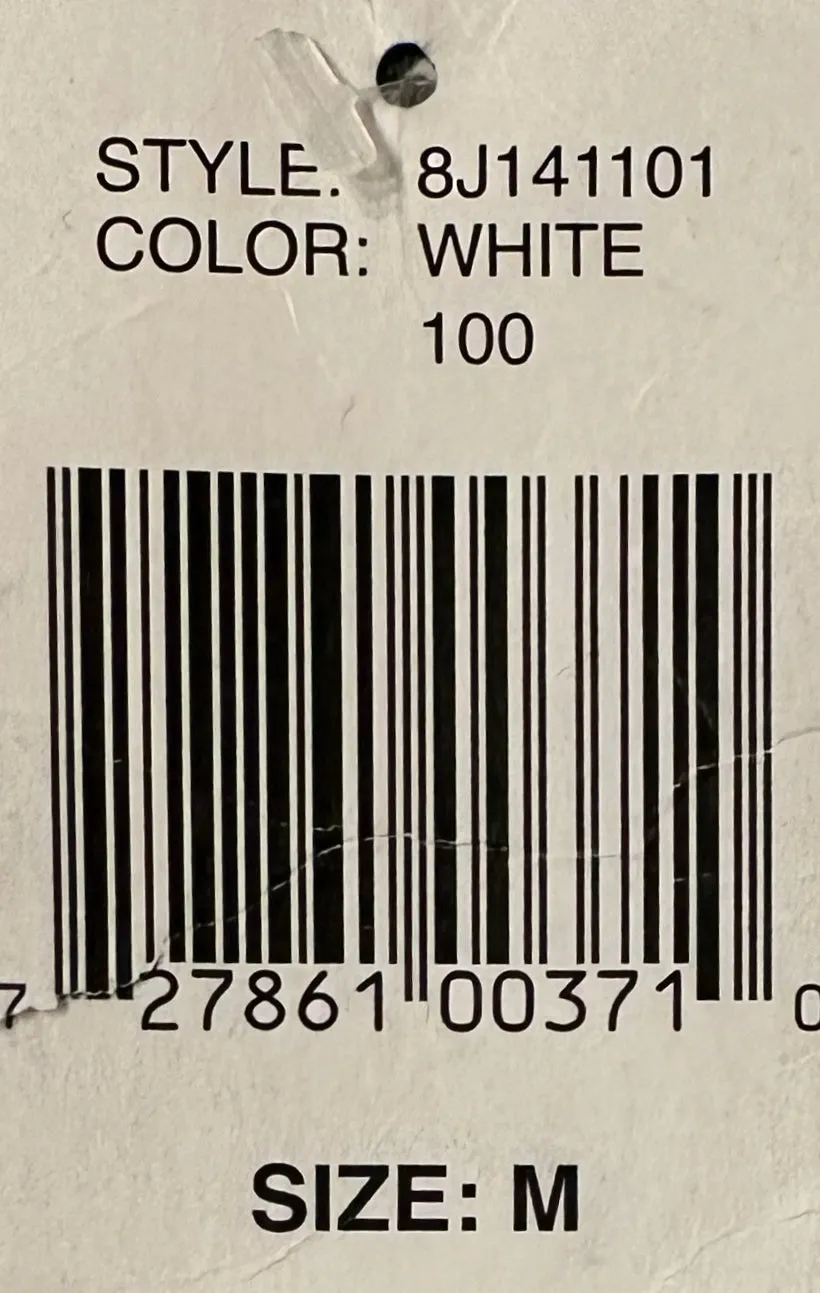 STYLE: 8J141101
COLOR: WHITE
100
7 27861 00371 0
SIZE: M